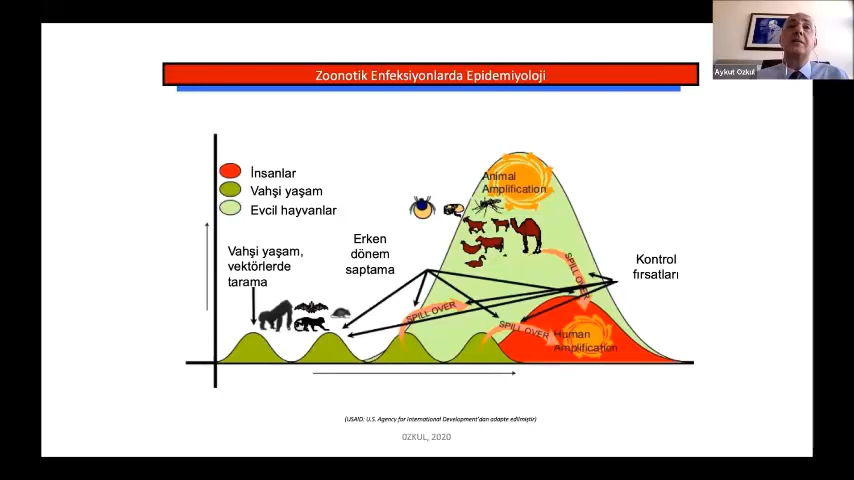 Zoonotik Enfeksiyonlarda Epidemiyoloji
Aykut Ozkul
İnsanlar
Vahşi yaşam
Evcil hayvanlar
Vahşi yaşam,
vektörlerde
tarama
Erken
dönem
saptama
Animal
Amplification
Kontrol
fırsatları
SPILL OVER
SPILL OVER
SPILL OVER
Human
Amplification
(USAID: U.S. Agency for International Development'dan adapte edilmiştir)
OZKUL, 2020